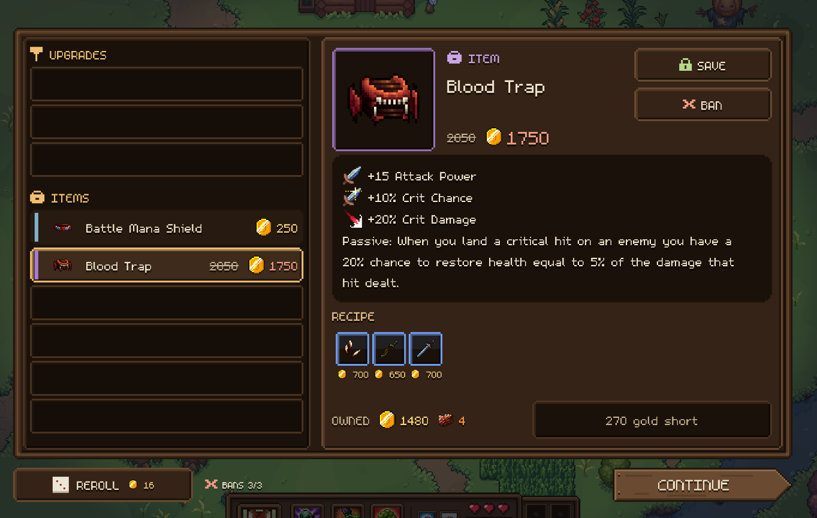 UPGRADES
ITEMS
Battle Mana Shield 250
Blood Trap 2050 1750
ITEM
Blood Trap
2050 1750
SAVE
BAN
+15 Attack Power
+10% Crit Chance
+20% Crit Damage
Passive: When you land a critical hit on an enemy you have a
20% chance to restore health equal to 5% of the damage that
hit dealt.
RECIPE
700 650 700
OWNED 1480 4
270 gold short
REROLL 16
BANS 3/3
CONTINUE